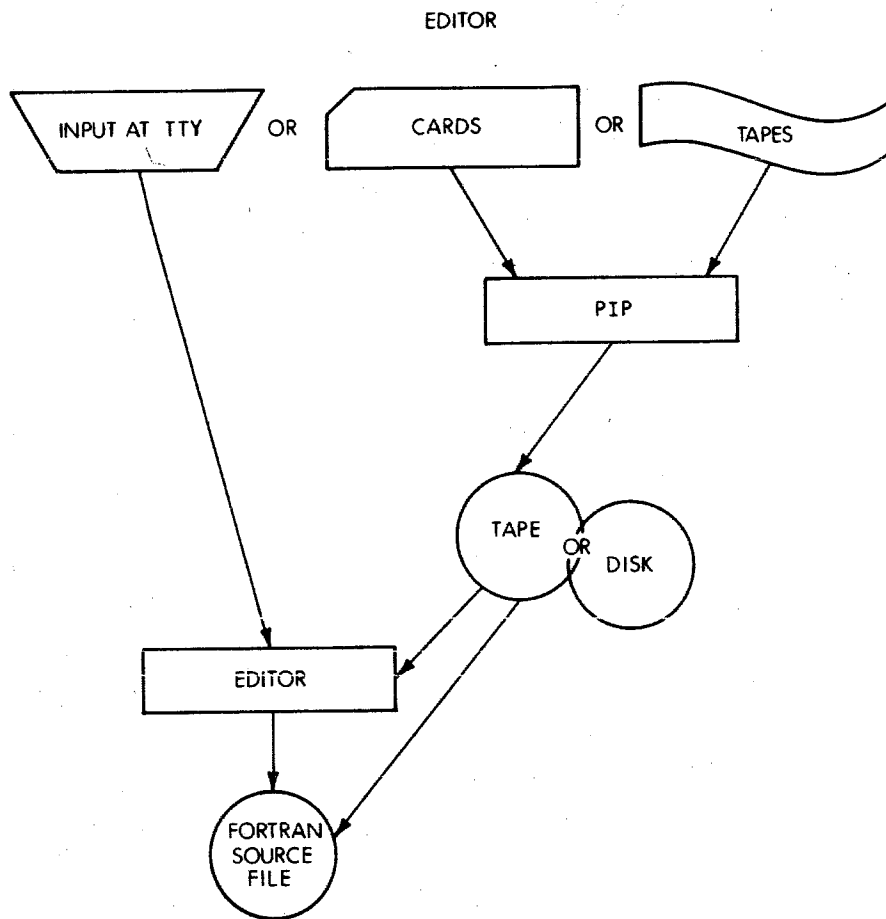 EDITOR
INPUT AT TTY OR CARDS OR TAPES
PIP
TAPE OR DISK
EDITOR
FORTRAN
SOURCE
FILE